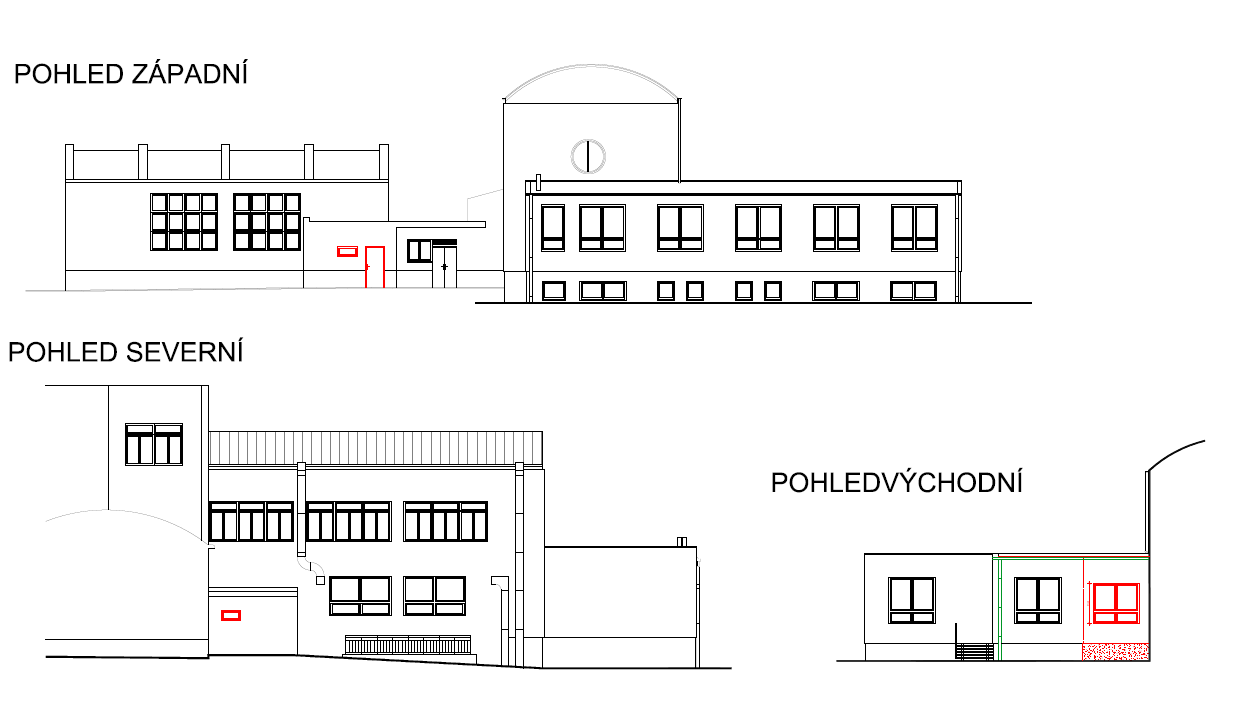 POHLED ZÁPADNÍ
POHLED SEVERNÍ
POHLEDVÝCHODNÍ